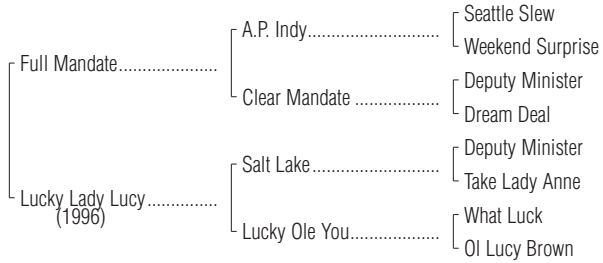 Seattle Slew
A.P. Indy
Weekend Surprise
Full Mandate
Deputy Minister
Clear Mandate
Dream Deal
Deputy Minister
Salt Lake
Take Lady Anne
Lucky Lady Lucy
(1996)
What Luck
Lucky Ole You
Ol Lucy Brown